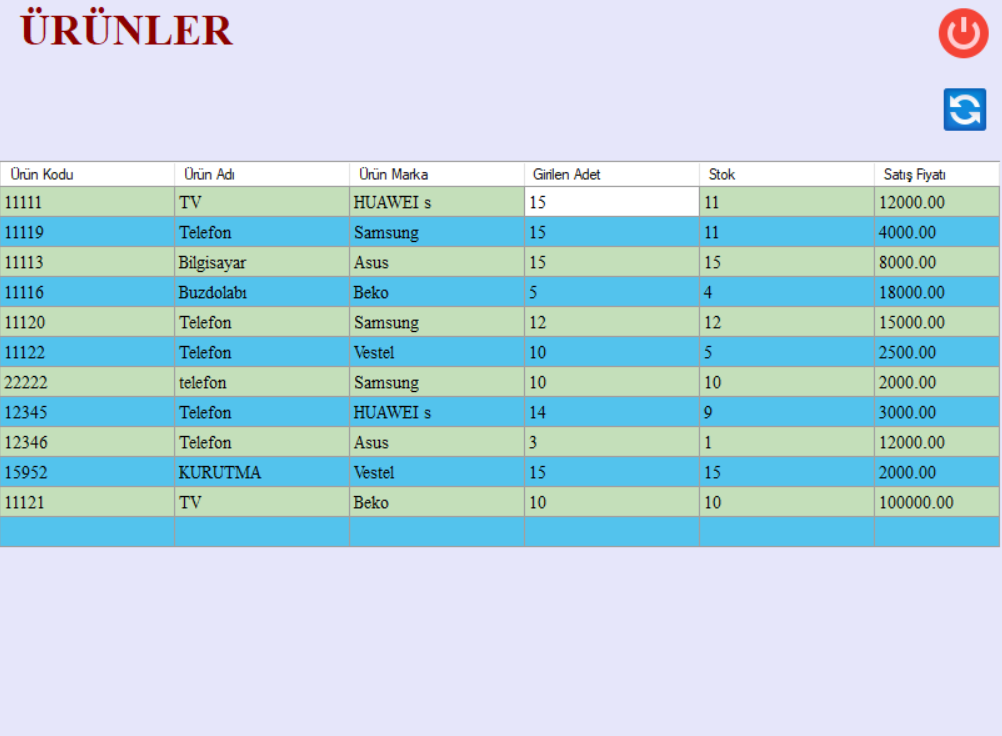 ÜRÜNLER
Ürün Kodu Ürün Adı Ürün Marka Girilen Adet Stok Satış Fiyatı
11111 TV HUAWEI s 15 11 12000.00
11119 Telefon Samsung 15 11 4000.00
11113 Bilgisayar Asus 15 15 8000.00
11116 Buzdolabı Beko 5 4 18000.00
11120 Telefon Samsung 12 12 15000.00
11122 Telefon Vestel 10 5 2500.00
22222 telefon Samsung 10 10 2000.00
12345 Telefon HUAWEI s 14 9 3000.00
12346 Telefon Asus 3 1 12000.00
15952 KURUTMA Vestel 15 15 2000.00
11121 TV Beko 10 10 100000.00